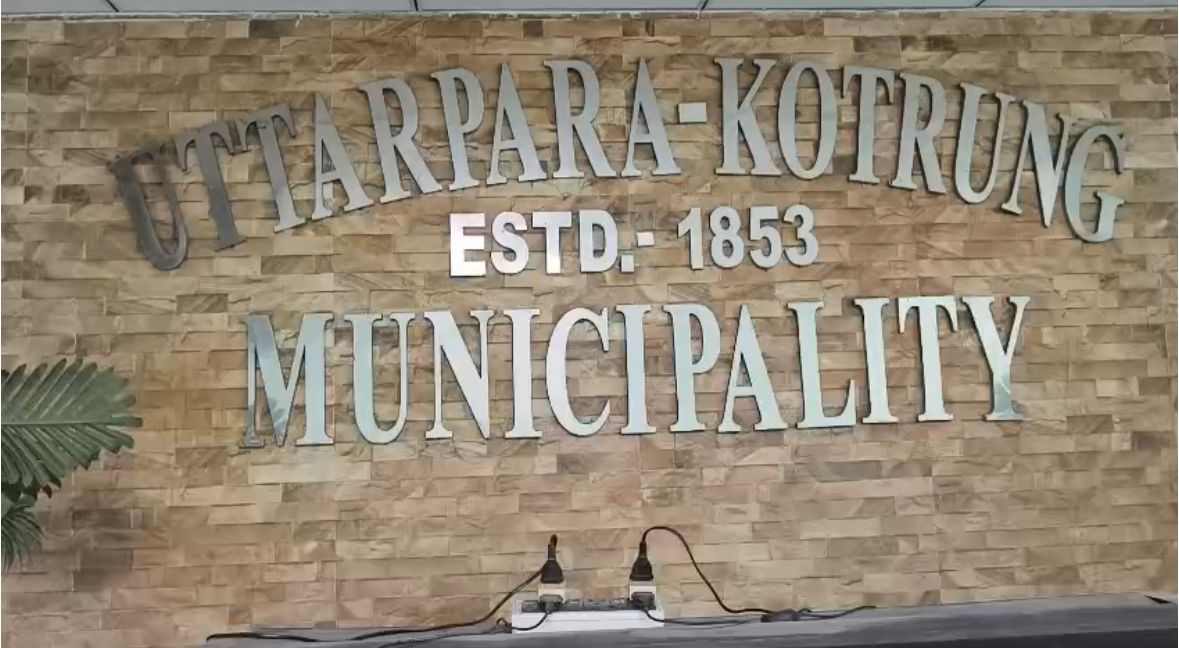 UTTARPARA-KOTRUNG
ESTD.- 1853
MUNICIPALITY